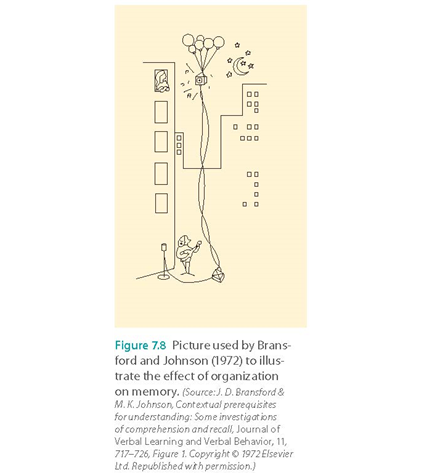 Figure 7.8 Picture used by Brans-
ford and Johnson (1972) to illus-
trate the effect of organization
on memory. (Source: J. D. Bransford &
M. K. Johnson, Contextual prerequisites
for understanding: Some investigations
of comprehension and recall, Journal of
Verbal Learning and Verbal Behavior, 11,
717–726, Figure 1. Copyright © 1972 Elsevier
Ltd. Republished with permission.)